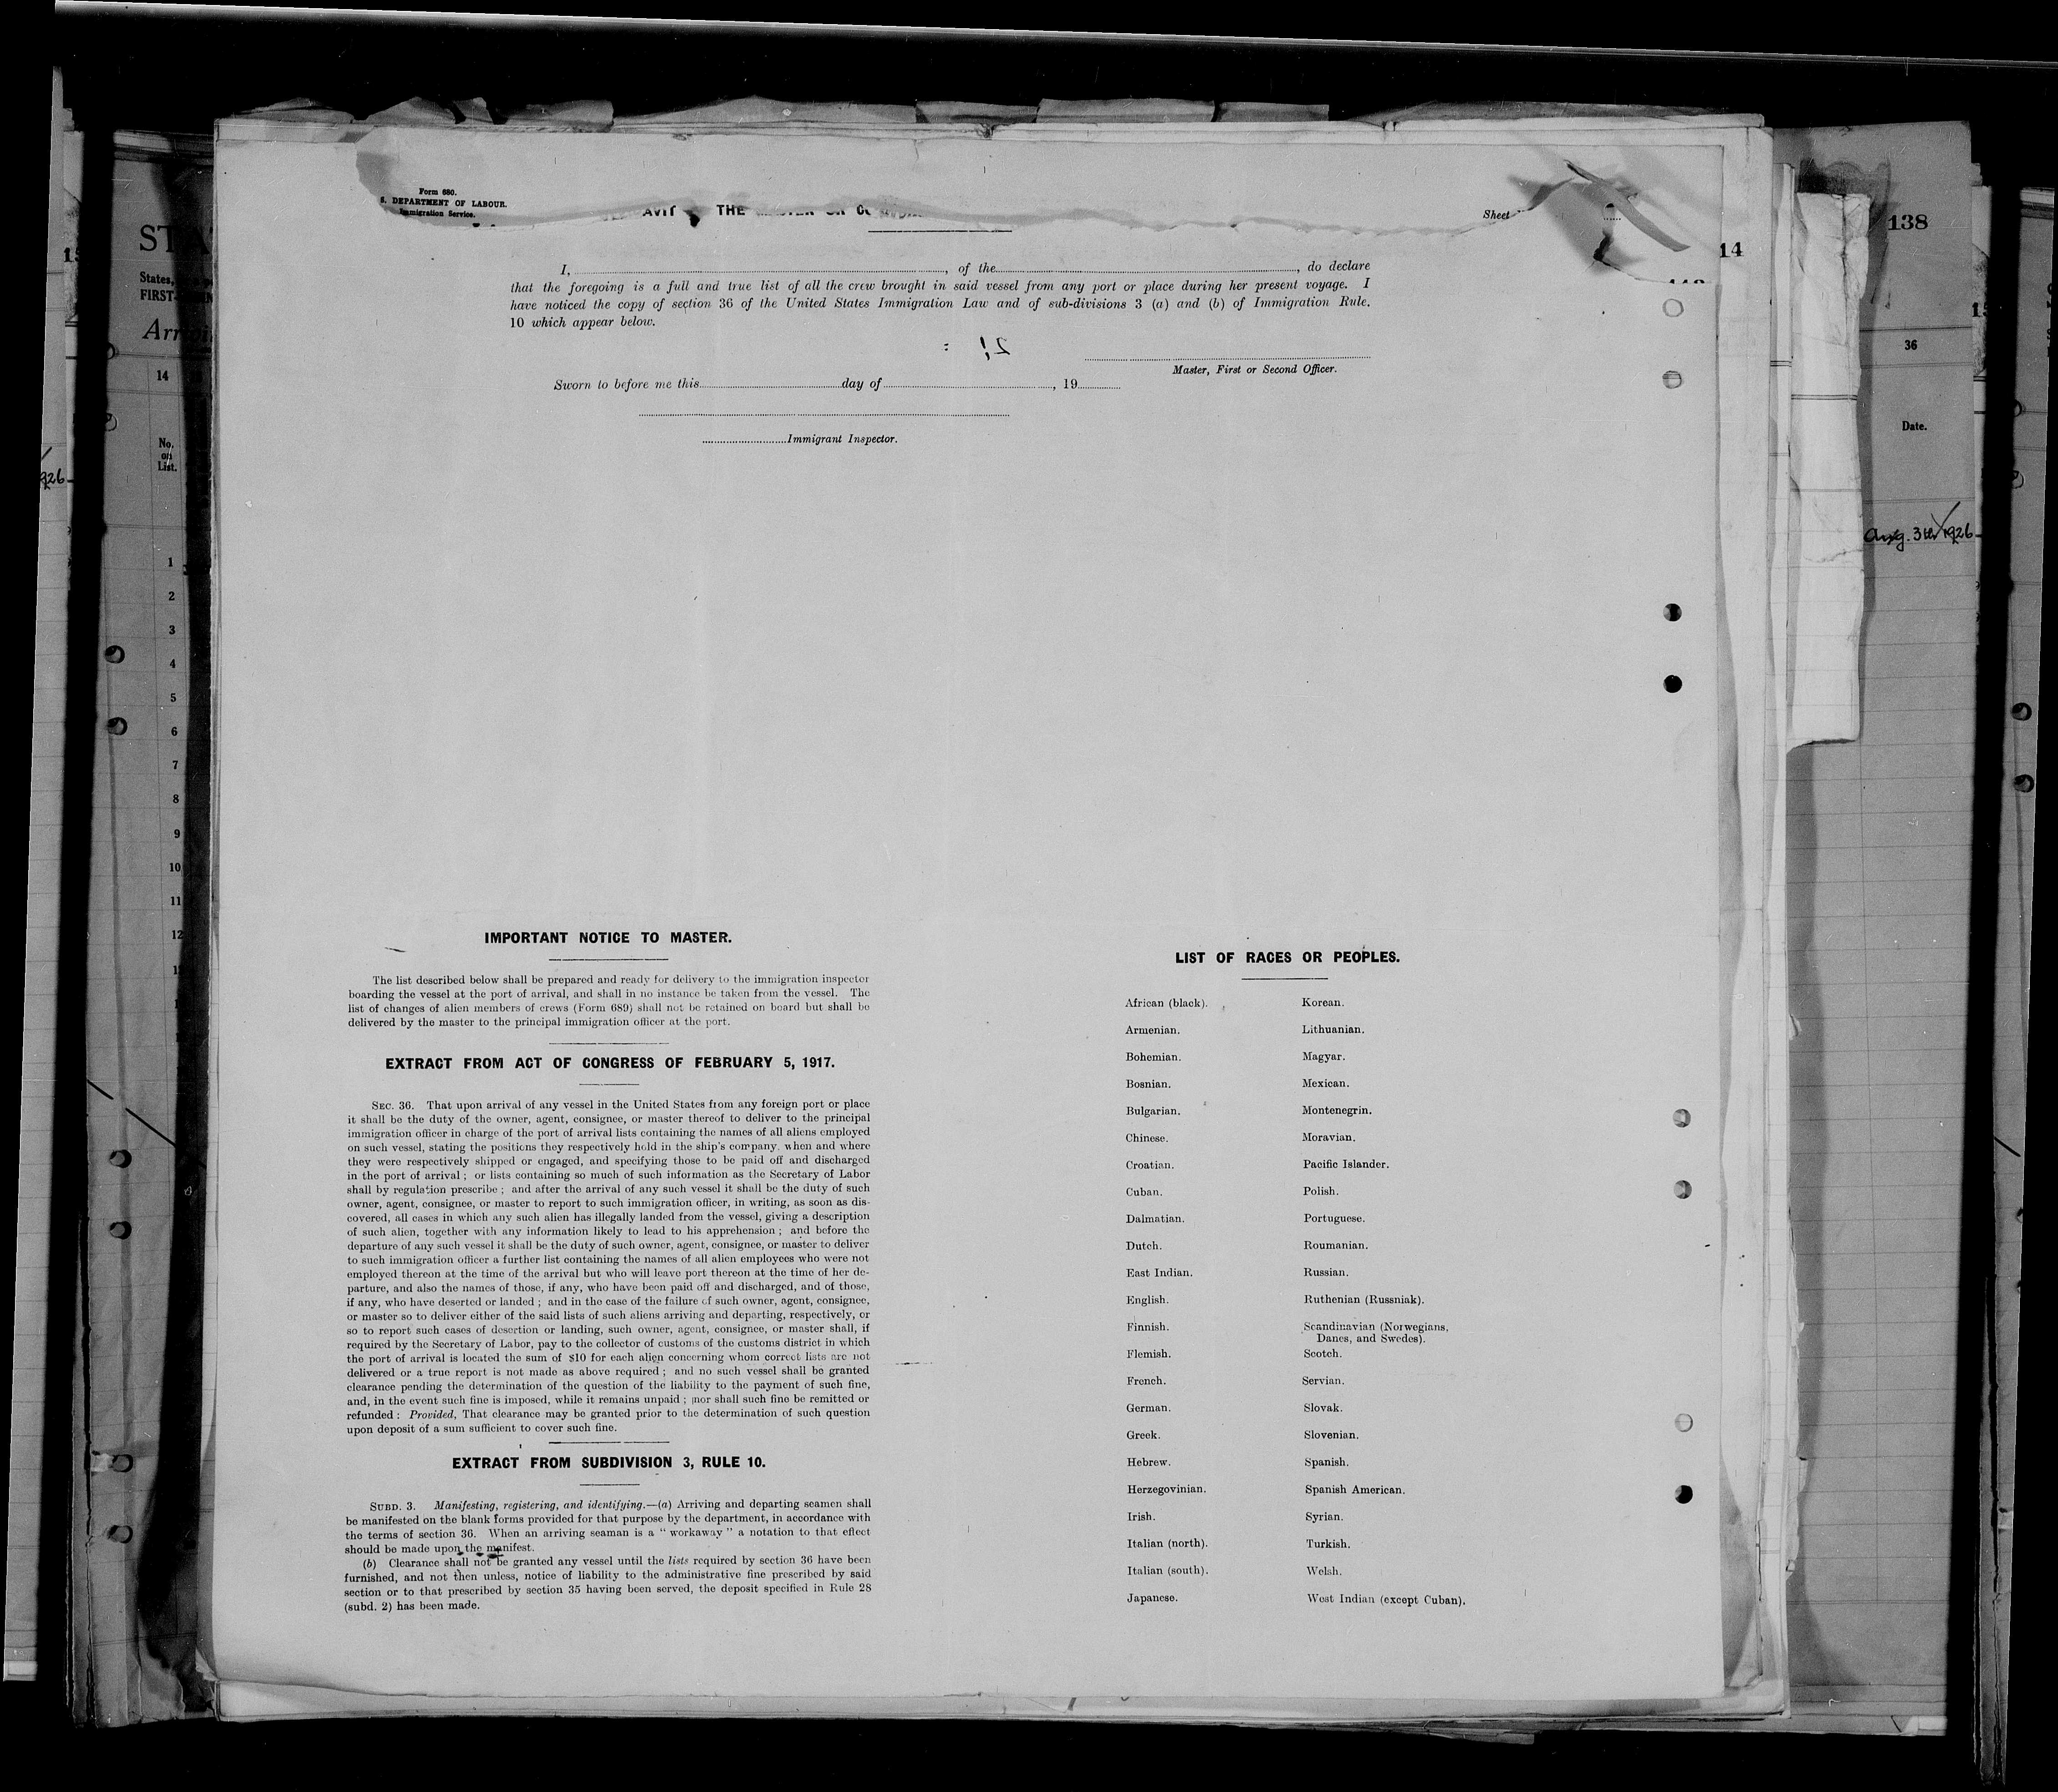 Form 680.
S. DEPARTMENT OF LABOUR.
Immigration Service.
THE
Sheet
138
14
I, , of the , do declare
that the foregoing is a full and true list of all the crew brought in said vessel from any port or place during her present voyage. I
have noticed the copy of section 36 of the United States Immigration Law and of sub-divisions 3 (a) and (b) of Immigration Rule.
10 which appear below.
Master, First or Second Officer.
Sworn to before me this day of , 19
Immigrant Inspector.
States,
14
No.
on
List.
1
2
3
4
5
6
7
8
9
10
11
12
36
Date.
Aug. 3th 1926
IMPORTANT NOTICE TO MASTER.
The list described below shall be prepared and ready for delivery to the immigration inspector
boarding the vessel at the port of arrival, and shall in no instance be taken from the vessel. The
list of changes of alien members of crews (Form 689) shall not be retained on board but shall be
delivered by the master to the principal immigration officer at the port.
EXTRACT FROM ACT OF CONGRESS OF FEBRUARY 5, 1917.
SEC. 36. That upon arrival of any vessel in the United States from any foreign port or place
it shall be the duty of the owner, agent, consignee, or master thereof to deliver to the principal
immigration officer in charge of the port of arrival lists containing the names of all aliens employed
on such vessel, stating the positions they respectively hold in the ship's company, when and where
they were respectively shipped or engaged, and specifying those to be paid off and discharged
in the port of arrival ; or lists containing so much of such information as the Secretary of Labor
shall by regulation prescribe ; and after the arrival of any such vessel it shall be the duty of such
owner, agent, consignee, or master to report to such immigration officer, in writing, as soon as dis-
covered, all cases in which any such alien has illegally landed from the vessel, giving a description
of such alien, together with any information likely to lead to his apprehension ; and before the
departure of any such vessel it shall be the duty of such owner, agent, consignee, or master to deliver
to such immigration officer a further list containing the names of all alien employees who were not
employed thereon at the time of the arrival but who will leave port thereon at the time of her de-
parture, and also the names of those, if any, who have been paid off and discharged, and of those,
if any, who have deserted or landed ; and in the case of the failure of such owner, agent, consignee,
or master so to deliver either of the said lists of such aliens arriving and departing, respectively, or
so to report such cases of desertion or landing, such owner, agent, consignee, or master shall, if
required by the Secretary of Labor, pay to the collector of customs of the customs district in which
the port of arrival is located the sum of $10 for each alien concerning whom correct lists are not
delivered or a true report is not made as above required ; and no such vessel shall be granted
clearance pending the determination of the question of the liability to the payment of such fine,
and, in the event such fine is imposed, while it remains unpaid ; nor shall such fine be remitted or
refunded : Provided, That clearance may be granted prior to the determination of such question
upon deposit of a sum sufficient to cover such fine.
EXTRACT FROM SUBDIVISION 3, RULE 10.
SUBD. 3. Manifesting, registering, and identifying.—(a) Arriving and departing seamen shall
be manifested on the blank forms provided for that purpose by the department, in accordance with
the terms of section 36. When an arriving seaman is a " workaway " a notation to that effect
should be made upon the manifest.
(b) Clearance shall not be granted any vessel until the lists required by section 36 have been
furnished, and not then unless, notice of liability to the administrative fine prescribed by said
section or to that prescribed by section 35 having been served, the deposit specified in Rule 28
(subd. 2) has been made.
LIST OF RACES OR PEOPLES.
African (black). Korean.
Armenian. Lithuanian.
Bohemian. Magyar.
Bosnian. Mexican.
Bulgarian. Montenegrin.
Chinese. Moravian.
Croatian. Pacific Islander.
Cuban. Polish.
Dalmatian. Portuguese.
Dutch. Roumanian.
East Indian. Russian.
English. Ruthenian (Russniak).
Finnish. Scandinavian (Norwegians,
Danes, and Swedes).
Flemish. Scotch.
French. Servian.
German. Slovak.
Greek. Slovenian.
Hebrew. Spanish.
Herzegovinian. Spanish American.
Irish. Syrian.
Italian (north). Turkish.
Italian (south). Welsh.
Japanese. West Indian (except Cuban).